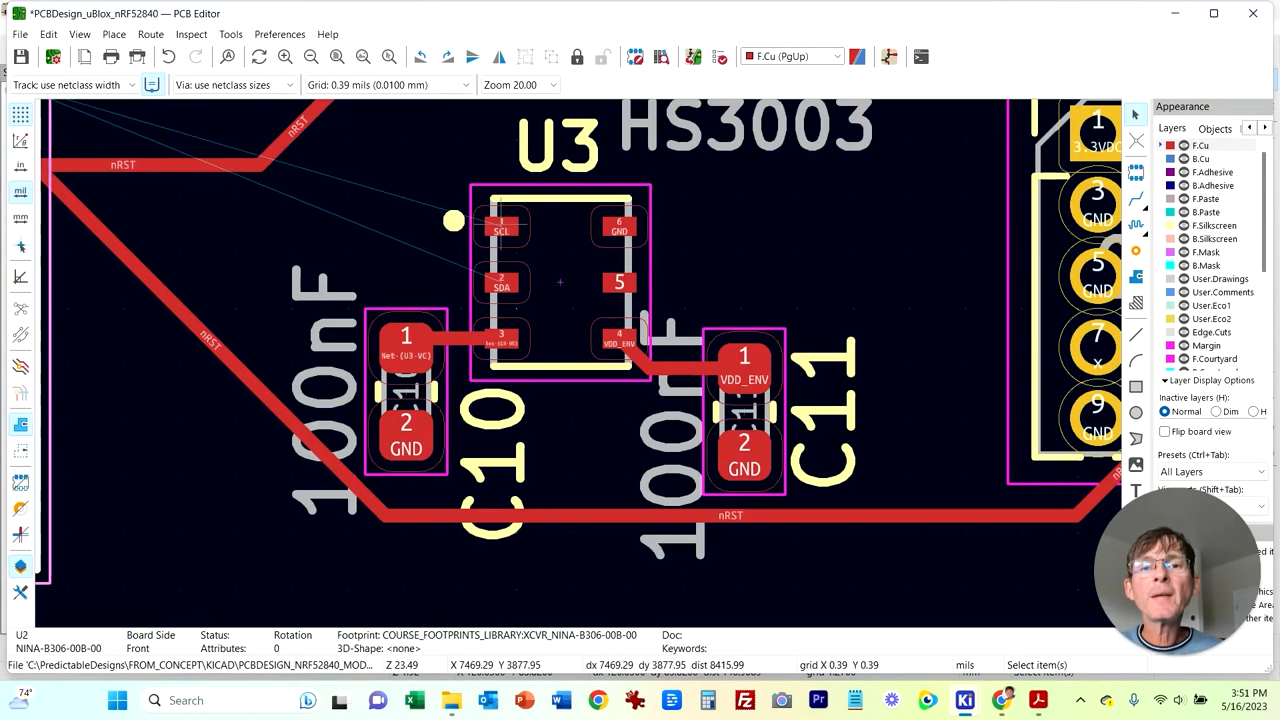 *PCBDesign_uBlox_nRF52840 — PCB Editor
File Edit View Place Route Inspect Tools Preferences Help
F.Cu (PgUp)
Track: use netclass width Via: use netclass sizes Grid: 0.39 mils (0.0100 mm) Zoom 20.00
in
mil
mm
nRST
nRST
nRST
nRST
U3
HS3003
1
SCL
2
SDA
3
6
GND
5
4
VDD_ENV
100nF
1
Net-(U3-VC)
2
GND
C10
100nF
1
VDD_ENV
2
GND
C11
1
3.3VDC
3
GND
5
GND
7
x
9
GND
Appearance
Layers Objects
F.Cu
B.Cu
F.Adhesive
B.Adhesive
F.Paste
B.Paste
F.Silkscreen
B.Silkscreen
F.Mask
B.Mask
User.Drawings
User.Comments
User.Eco1
User.Eco2
Edge.Cuts
Margin
F.Courtyard
Layer Display Options
Inactive layers (H):
Normal Dim H
Flip board view
Presets (Ctrl+Tab):
All Layers
(Shift+Tab):
U2 Board Side Status: Rotation Footprint: COURSE_FOOTPRINTS_LIBRARY:XCVR_NINA-B306-00B-00 Doc:
NINA-B306-00B-00 Front Attributes: 0 3D-Shape: <none> Keywords:
File 'C:\PredictableDesigns\FROM_CONCEPT\KICAD\PCBDESIGN_NRF52840_MOD... Z 23.49 X 7469.29 Y 3877.95 dx 7469.29 dy 3877.95 dist 8415.99 grid X 0.39 Y 0.39 mils Select item(s)
74°
Search
3:51 PM
5/16/2023